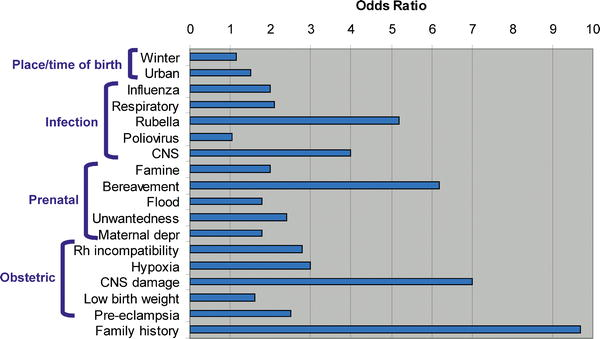 Odds Ratio
0 1 2 3 4 5 6 7 8 9 10
Place/time of birth
Winter
Urban
Infection
Influenza
Respiratory
Rubella
Poliovirus
CNS
Prenatal
Famine
Bereavement
Flood
Unwantedness
Maternal depr
Obstetric
Rh incompatibility
Hypoxia
CNS damage
Low birth weight
Pre-eclampsia
Family history